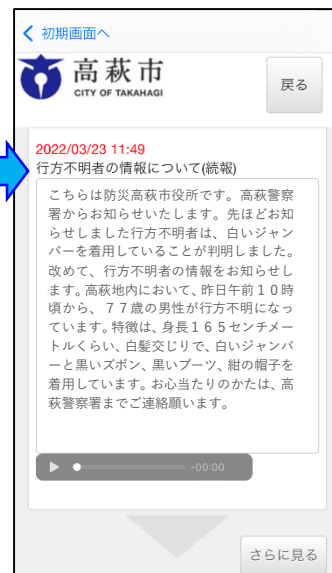 初期画面へ
高萩市
CITY OF TAKAHAGI
戻る
2022/03/23 11:49
行方不明者の情報について(続報)
こちらは防災高萩市役所です。高萩警察
署からお知らせいたします。先ほどお知
らせしました行方不明者は、白いジャン
パーを着用していることが判明しました。
改めて、行方不明者の情報をお知らせし
ます。高萩地内において、昨日午前１０時
頃から、７７歳の男性が行方不明になっ
ています。特徴は、身長１６５センチメー
トルくらい、白髪交じりで、白いジャンパ
ーと黒いズボン、黒いブーツ、紺の帽子を
着用しています。お心当たりのかたは、高
萩警察署までご連絡願います。
-00:00
さらに見る